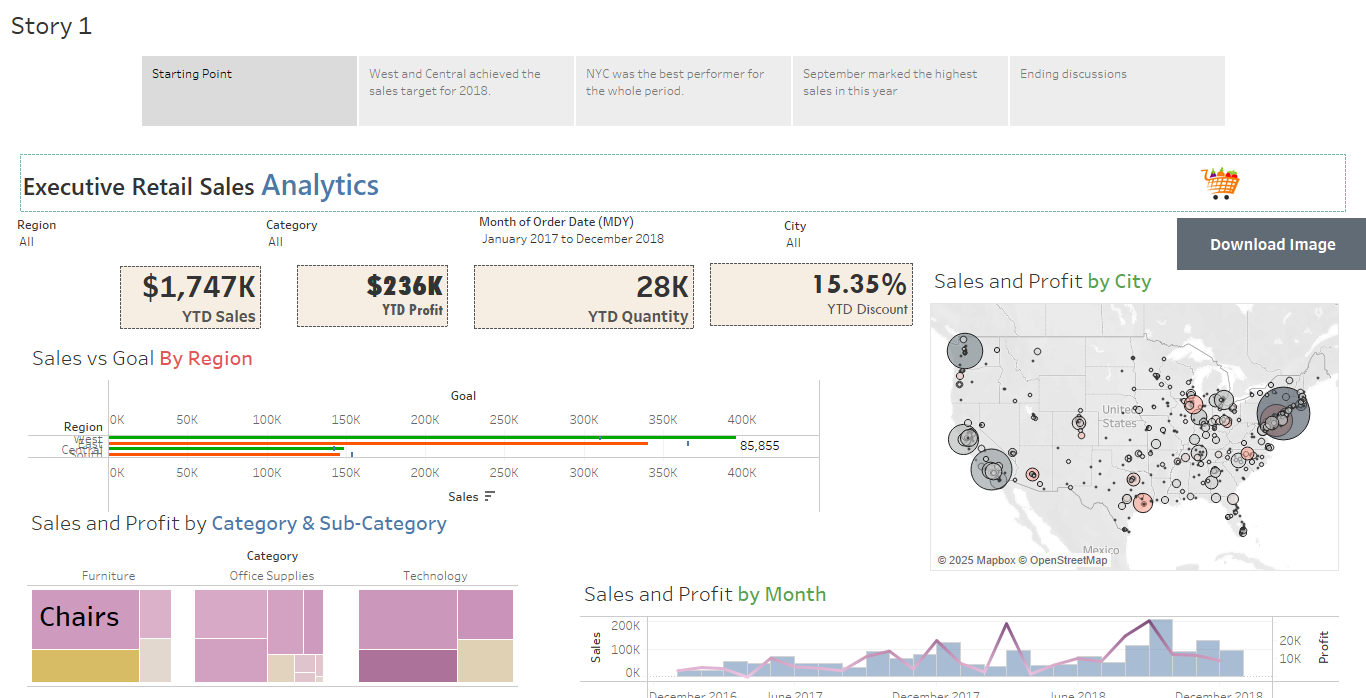 Story 1
Starting Point
West and Central achieved the
sales target for 2018.
NYC was the best performer for
the whole period.
September marked the highest
sales in this year
Ending discussions
Executive Retail Sales Analytics
Region
All
Category
All
Month of Order Date (MDY)
January 2017 to December 2018
City
All
Download Image
$1,747K
YTD Sales
$236K
YTD Profit
28K
YTD Quantity
15.35%
YTD Discount
Sales and Profit by City
United
States
Mexico
© 2025 Mapbox © OpenStreetMap
Sales vs Goal By Region
Goal
Region
0K 50K 100K 150K 200K 250K 300K 350K 400K
West
East
Central
South
85,855
0K 50K 100K 150K 200K 250K 300K 350K 400K
Sales
Sales and Profit by Category & Sub-Category
Category
Furniture Office Supplies Technology
Chairs
Sales and Profit by Month
Sales
200K
100K
0K
20K
10K
Profit
December 2016 June 2017 December 2017 June 2018 December 2018